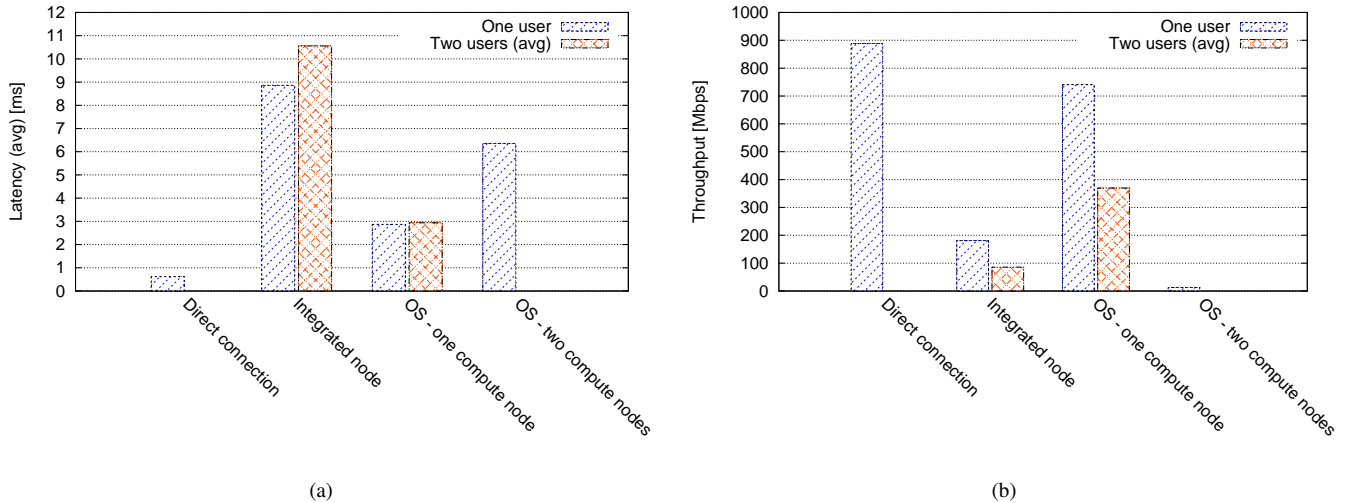 12
11
10
9
8
7
6
5
4
3
2
1
0
Latency (avg) [ms]
One user
Two users (avg)
Direct connection
Integrated node
OS - one compute node
OS - two compute nodes
(a)
1000
900
800
700
600
500
400
300
200
100
0
Throughput [Mbps]
One user
Two users (avg)
Direct connection
Integrated node
OS - one compute node
OS - two compute nodes
(b)